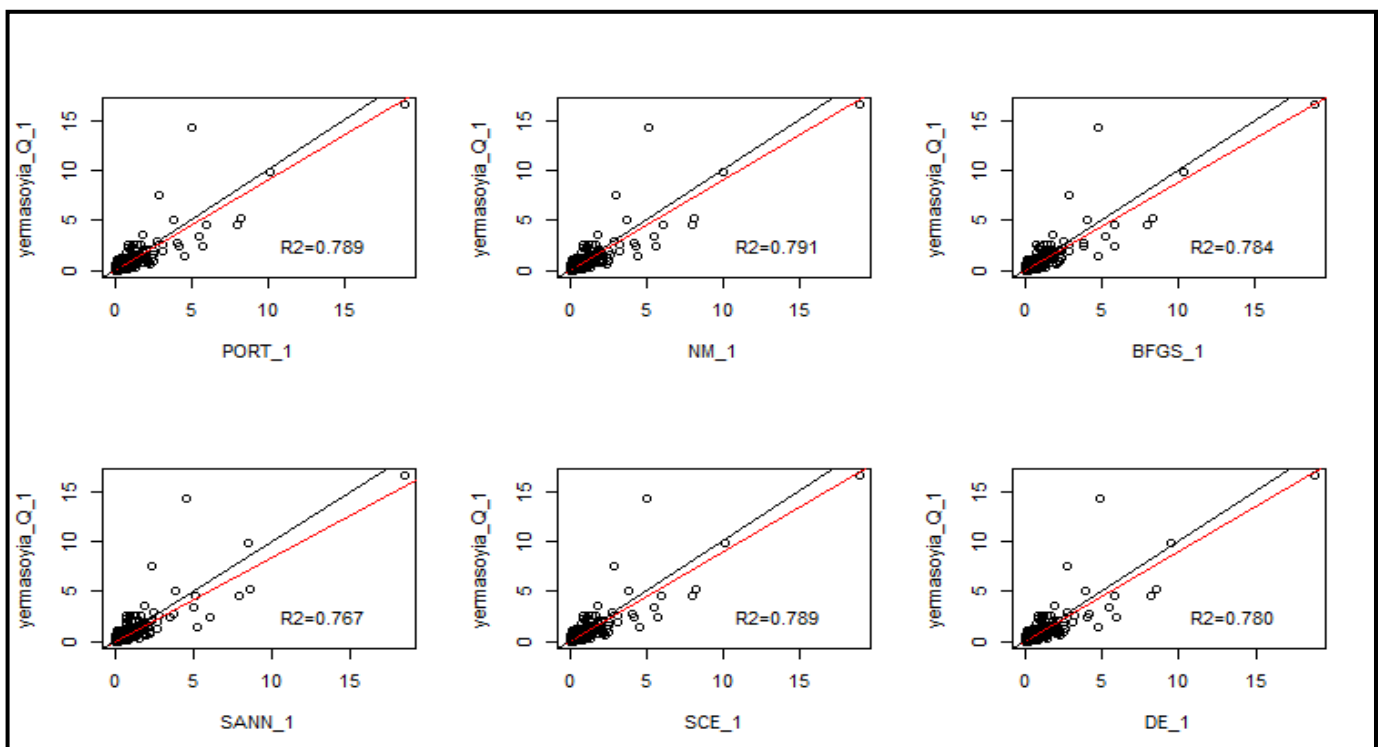 yermasoyia_Q_1
15
10
5
0
R2=0.789
0 5 10 15
PORT_1
yermasoyia_Q_1
15
10
5
0
R2=0.791
0 5 10 15
NM_1
yermasoyia_Q_1
15
10
5
0
R2=0.784
0 5 10 15
BFGS_1
yermasoyia_Q_1
15
10
5
0
R2=0.767
0 5 10 15
SANN_1
yermasoyia_Q_1
15
10
5
0
R2=0.789
0 5 10 15
SCE_1
yermasoyia_Q_1
15
10
5
0
R2=0.780
0 5 10 15
DE_1